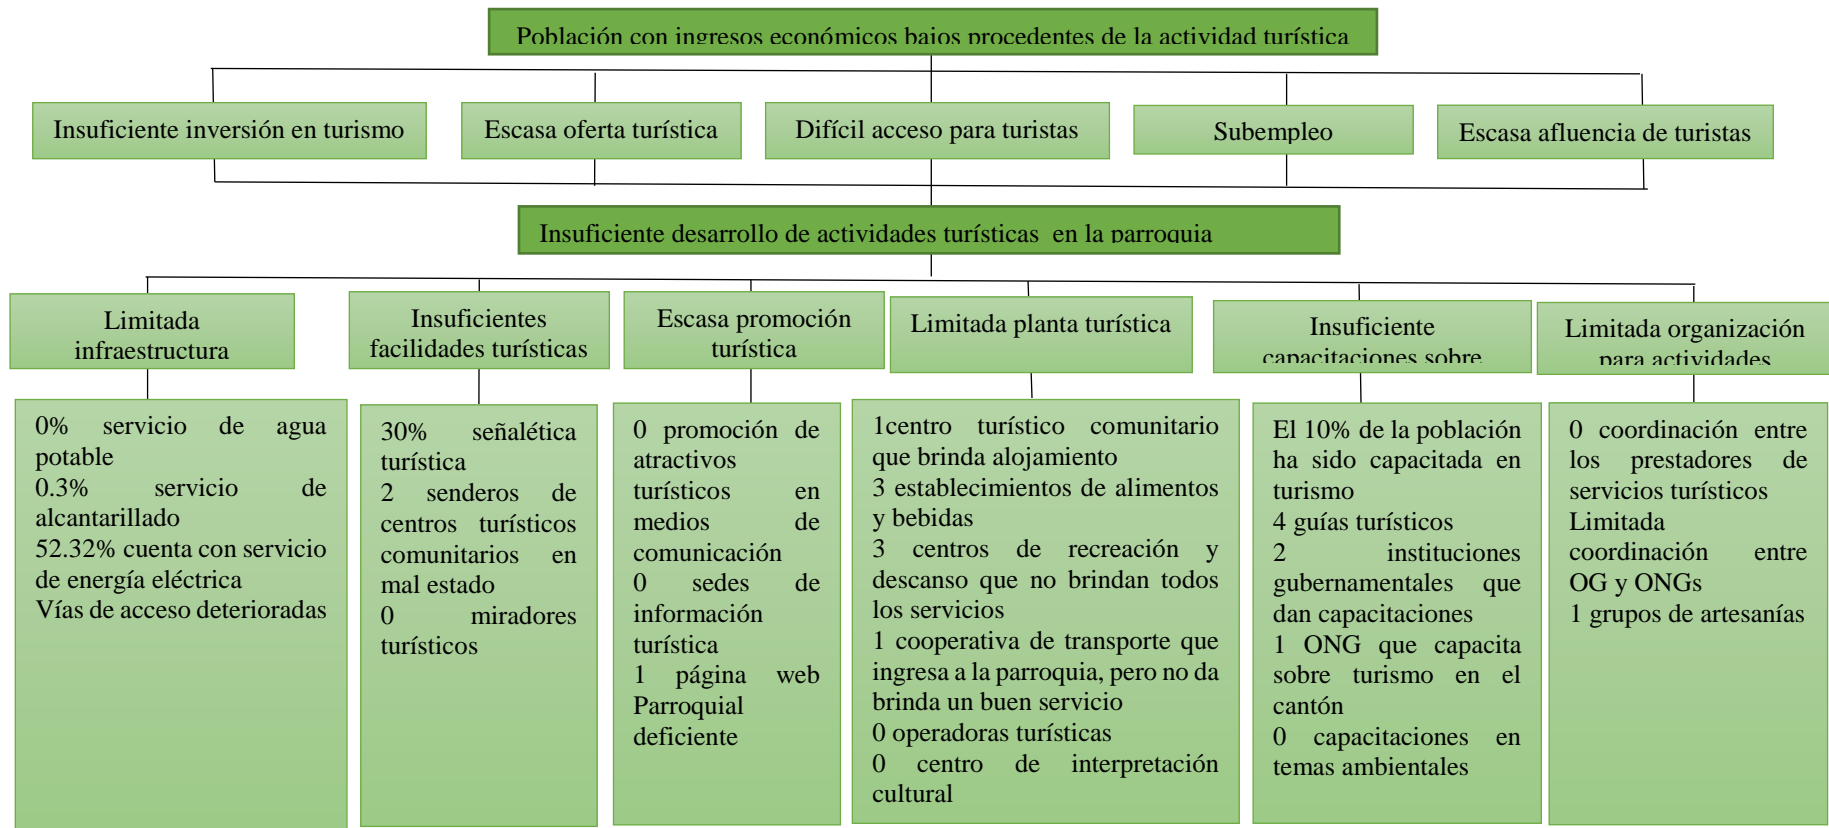 Población con ingresos económicos bajos procedentes de la actividad turística
Insuficiente inversión en turismo
Escasa oferta turística
Difícil acceso para turistas
Subempleo
Escasa afluencia de turistas
Insuficiente desarrollo de actividades turísticas en la parroquia
Limitada
infraestructura
Insuficientes
facilidades turísticas
Escasa promoción
turística
Limitada planta turística
Insuficiente
capacitaciones sobre
Limitada organización
para actividades
0% servicio de agua
potable
0.3% servicio de
alcantarillado
52.32% cuenta con servicio
de energía eléctrica
Vías de acceso deterioradas
30% señalética
turística
2 senderos de
centros turísticos
comunitarios en
mal estado
0 miradores
turísticos
0 promoción de
atractivos
turísticos en
medios de
comunicación
0 sedes de
información
turística
1 página web
Parroquial
deficiente
1centro turístico comunitario
que brinda alojamiento
3 establecimientos de alimentos
y bebidas
3 centros de recreación y
descanso que no brindan todos
los servicios
1 cooperativa de transporte que
ingresa a la parroquia, pero no da
brinda un buen servicio
0 operadoras turísticas
0 centro de interpretación
cultural
El 10% de la población
ha sido capacitada en
turismo
4 guías turísticos
2 instituciones
gubernamentales que
dan capacitaciones
1 ONG que capacita
sobre turismo en el
cantón
0 capacitaciones en
temas ambientales
0 coordinación entre
los prestadores de
servicios turísticos
Limitada
coordinación entre
OG y ONGs
1 grupos de artesanías